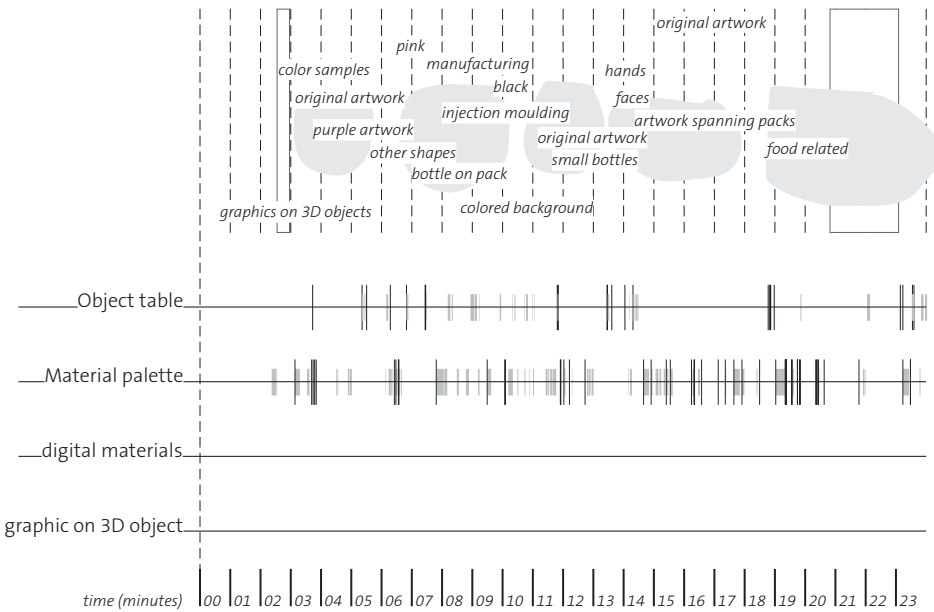 original artwork
pink
manufacturing
color samples
hands
black
original artwork
faces
injection moulding
artwork spanning packs
purple artwork
original artwork
food related
other shapes
small bottles
bottle on pack
colored background
graphics on 3D objects
Object table
Material palette
digital materials
graphic on 3D object
time (minutes) 00 01 02 03 04 05 06 07 08 09 10 11 12 13 14 15 16 17 18 19 20 21 22 23